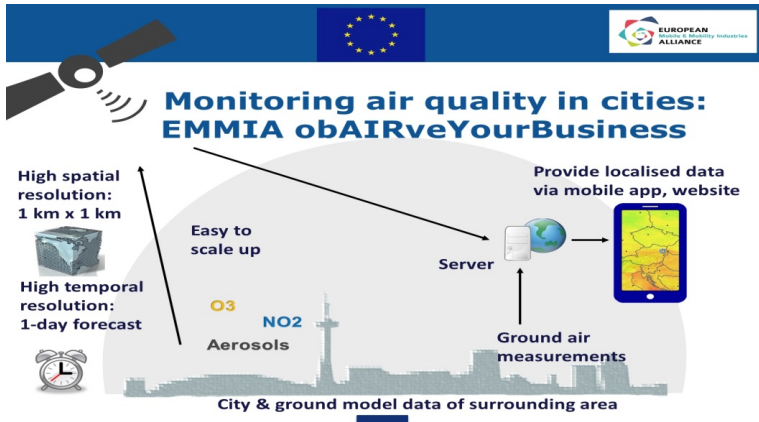 EUROPEAN
Mobile & Mobility Industries
ALLIANCE
Monitoring air quality in cities:
EMMIA obAIRveYourBusiness
High spatial
resolution:
1 km x 1 km
High temporal
resolution:
1-day forecast
Easy to
scale up
O3
NO2
Aerosols
Server
Provide localised data
via mobile app, website
Ground air
measurements
City & ground model data of surrounding area